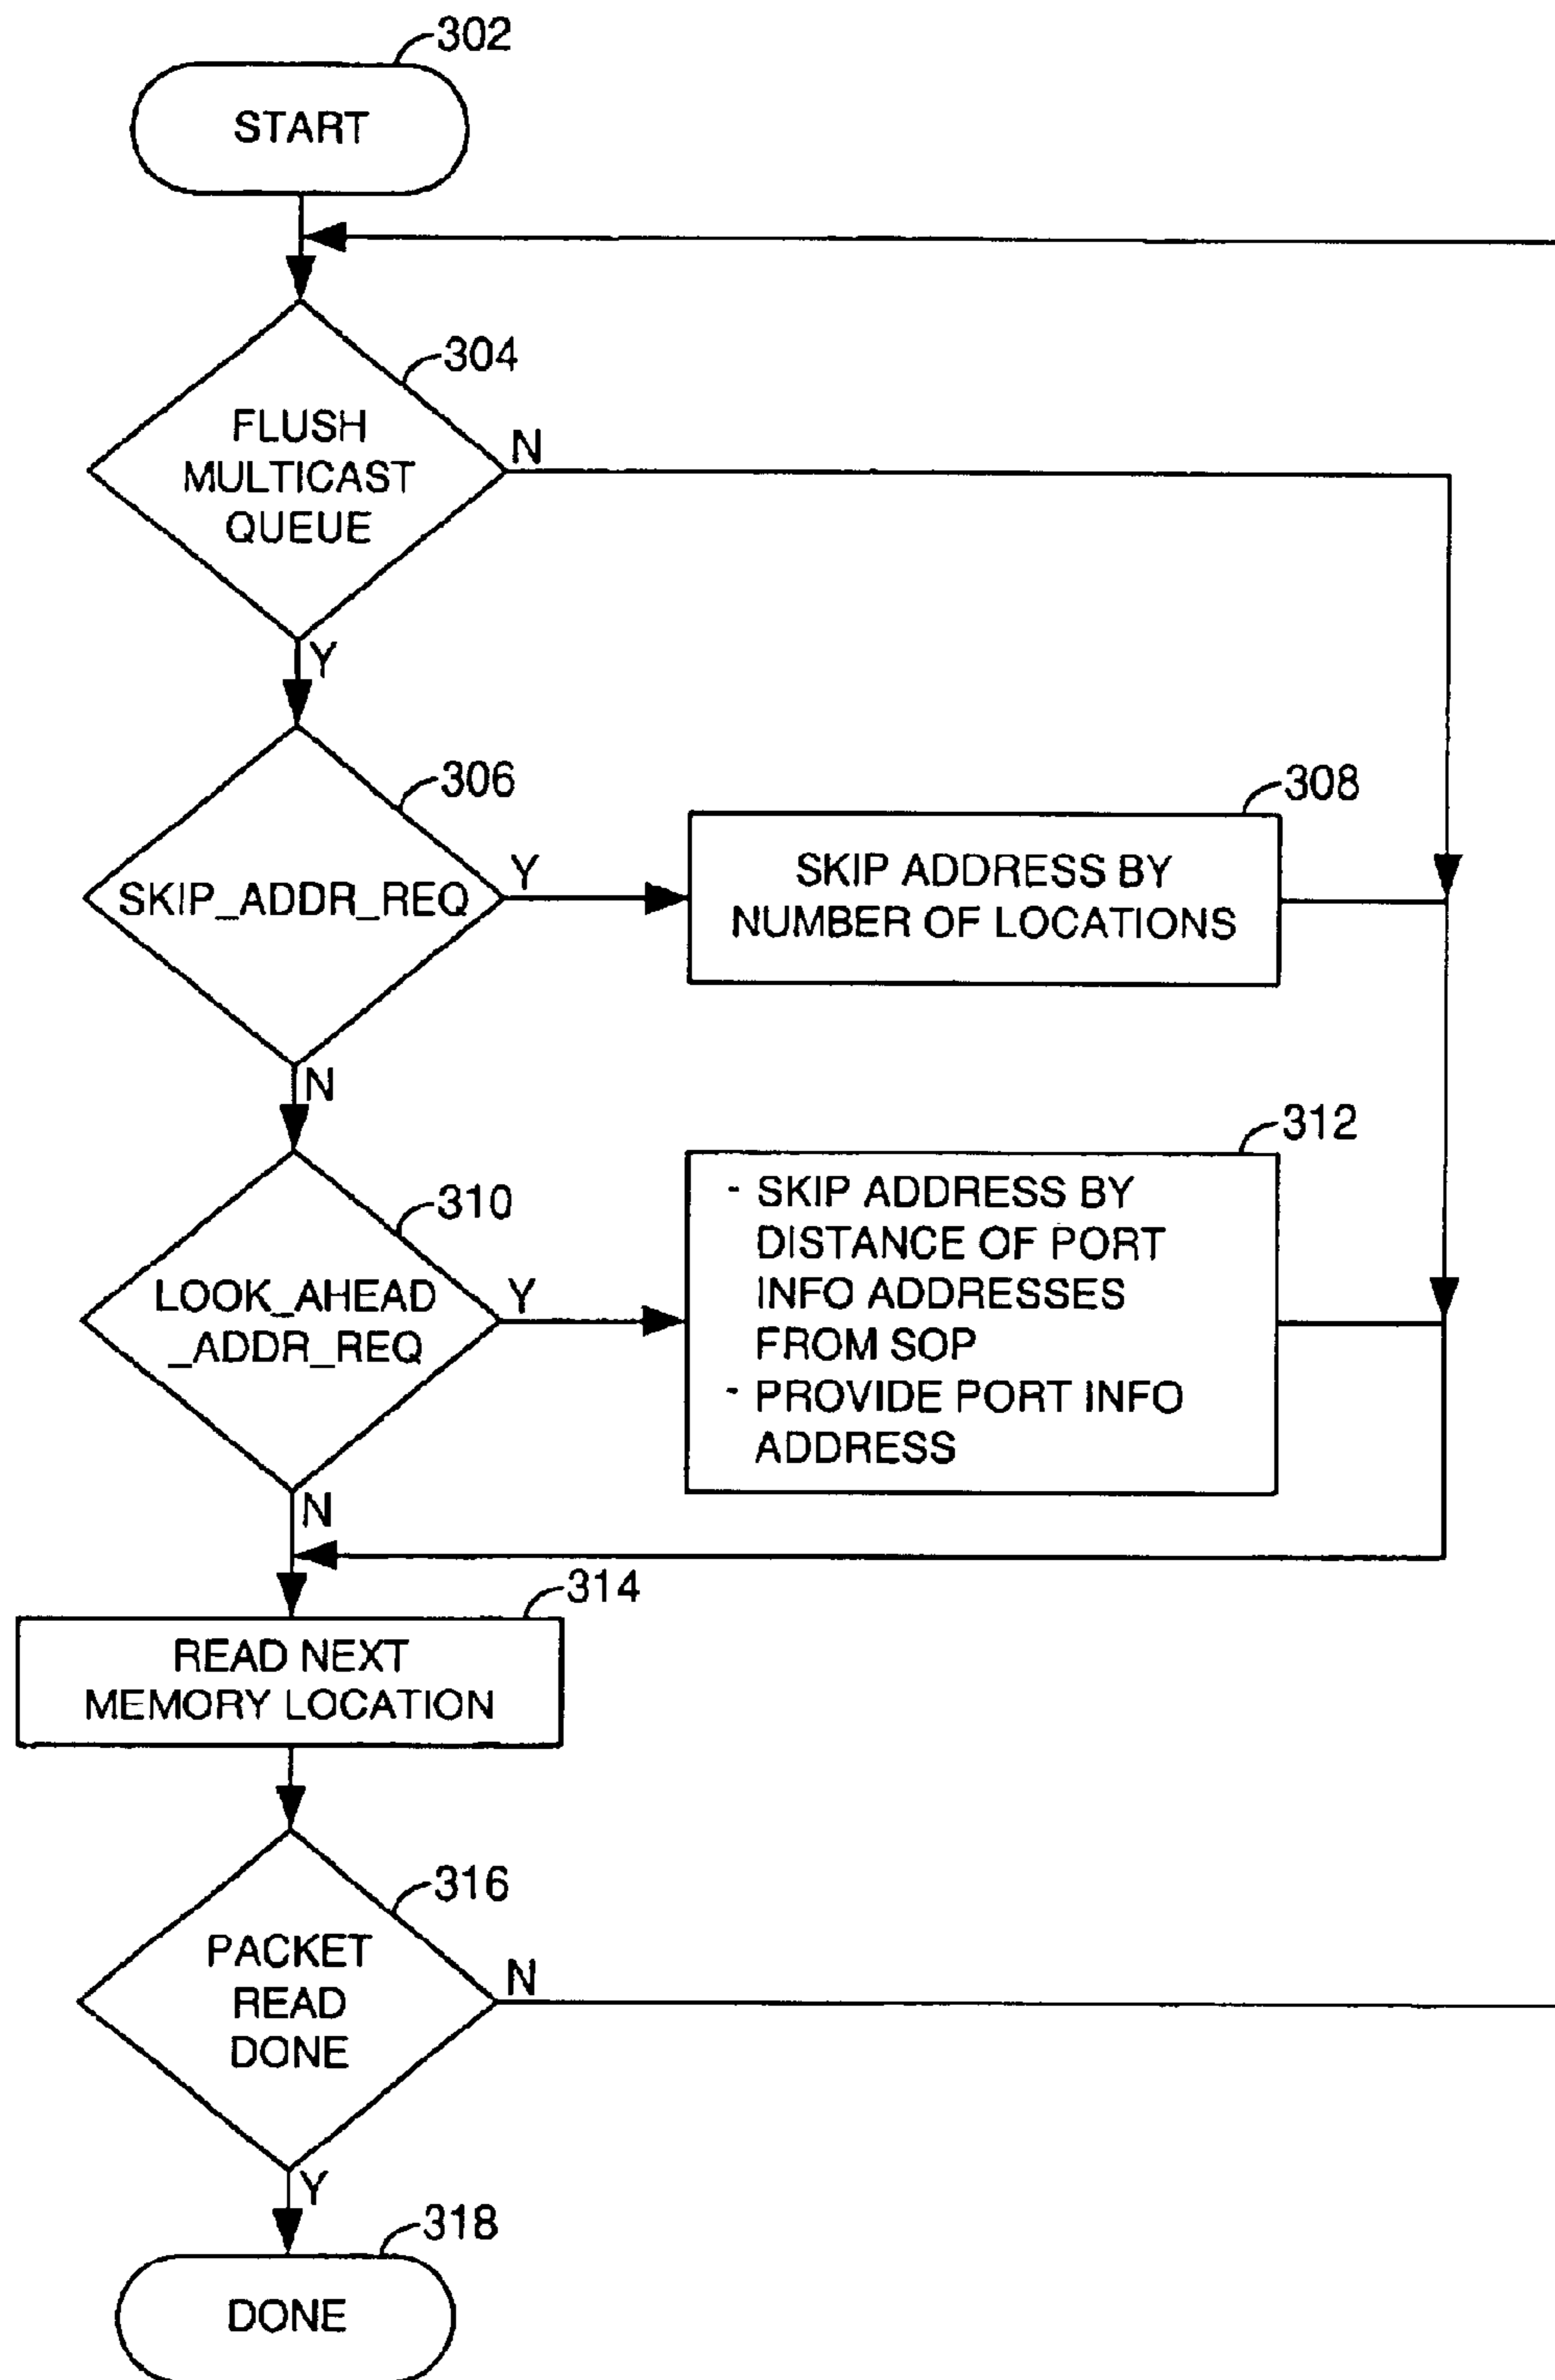 302
START
304
FLUSH
MULTICAST
QUEUE
N
Y
306
SKIP_ADDR_REQ
Y
308
SKIP ADDRESS BY
NUMBER OF LOCATIONS
N
310
LOOK_AHEAD
_ADDR_REQ
Y
312
- SKIP ADDRESS BY
DISTANCE OF PORT
INFO ADDRESSES
FROM SOP
- PROVIDE PORT INFO
ADDRESS
N
314
READ NEXT
MEMORY LOCATION
316
PACKET
READ
DONE
N
Y
318
DONE